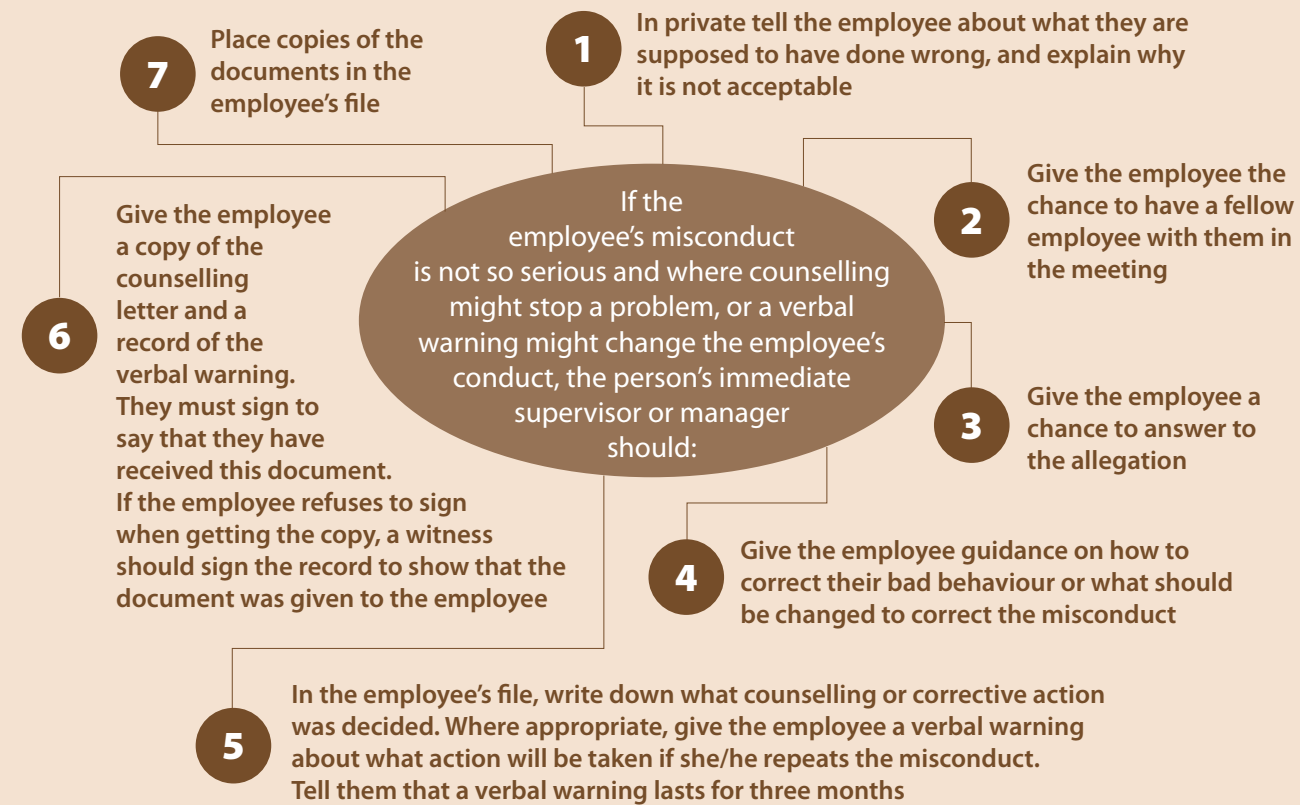 If the
employee's misconduct
is not so serious and where counselling
might stop a problem, or a verbal
warning might change the employee's
conduct, the person's immediate
supervisor or manager
should:
1
In private tell the employee about what they are
supposed to have done wrong, and explain why
it is not acceptable
2
Give the employee the
chance to have a fellow
employee with them in
the meeting
3
Give the employee a
chance to answer to
the allegation
4
Give the employee guidance on how to
correct their bad behaviour or what should
be changed to correct the misconduct
5
In the employee's file, write down what counselling or corrective action
was decided. Where appropriate, give the employee a verbal warning
about what action will be taken if she/he repeats the misconduct.
Tell them that a verbal warning lasts for three months
6
Give the employee
a copy of the
counselling
letter and a
record of the
verbal warning.
They must sign to
say that they have
received this document.
If the employee refuses to sign
when getting the copy, a witness
should sign the record to show that the
document was given to the employee
7
Place copies of the
documents in the
employee's file